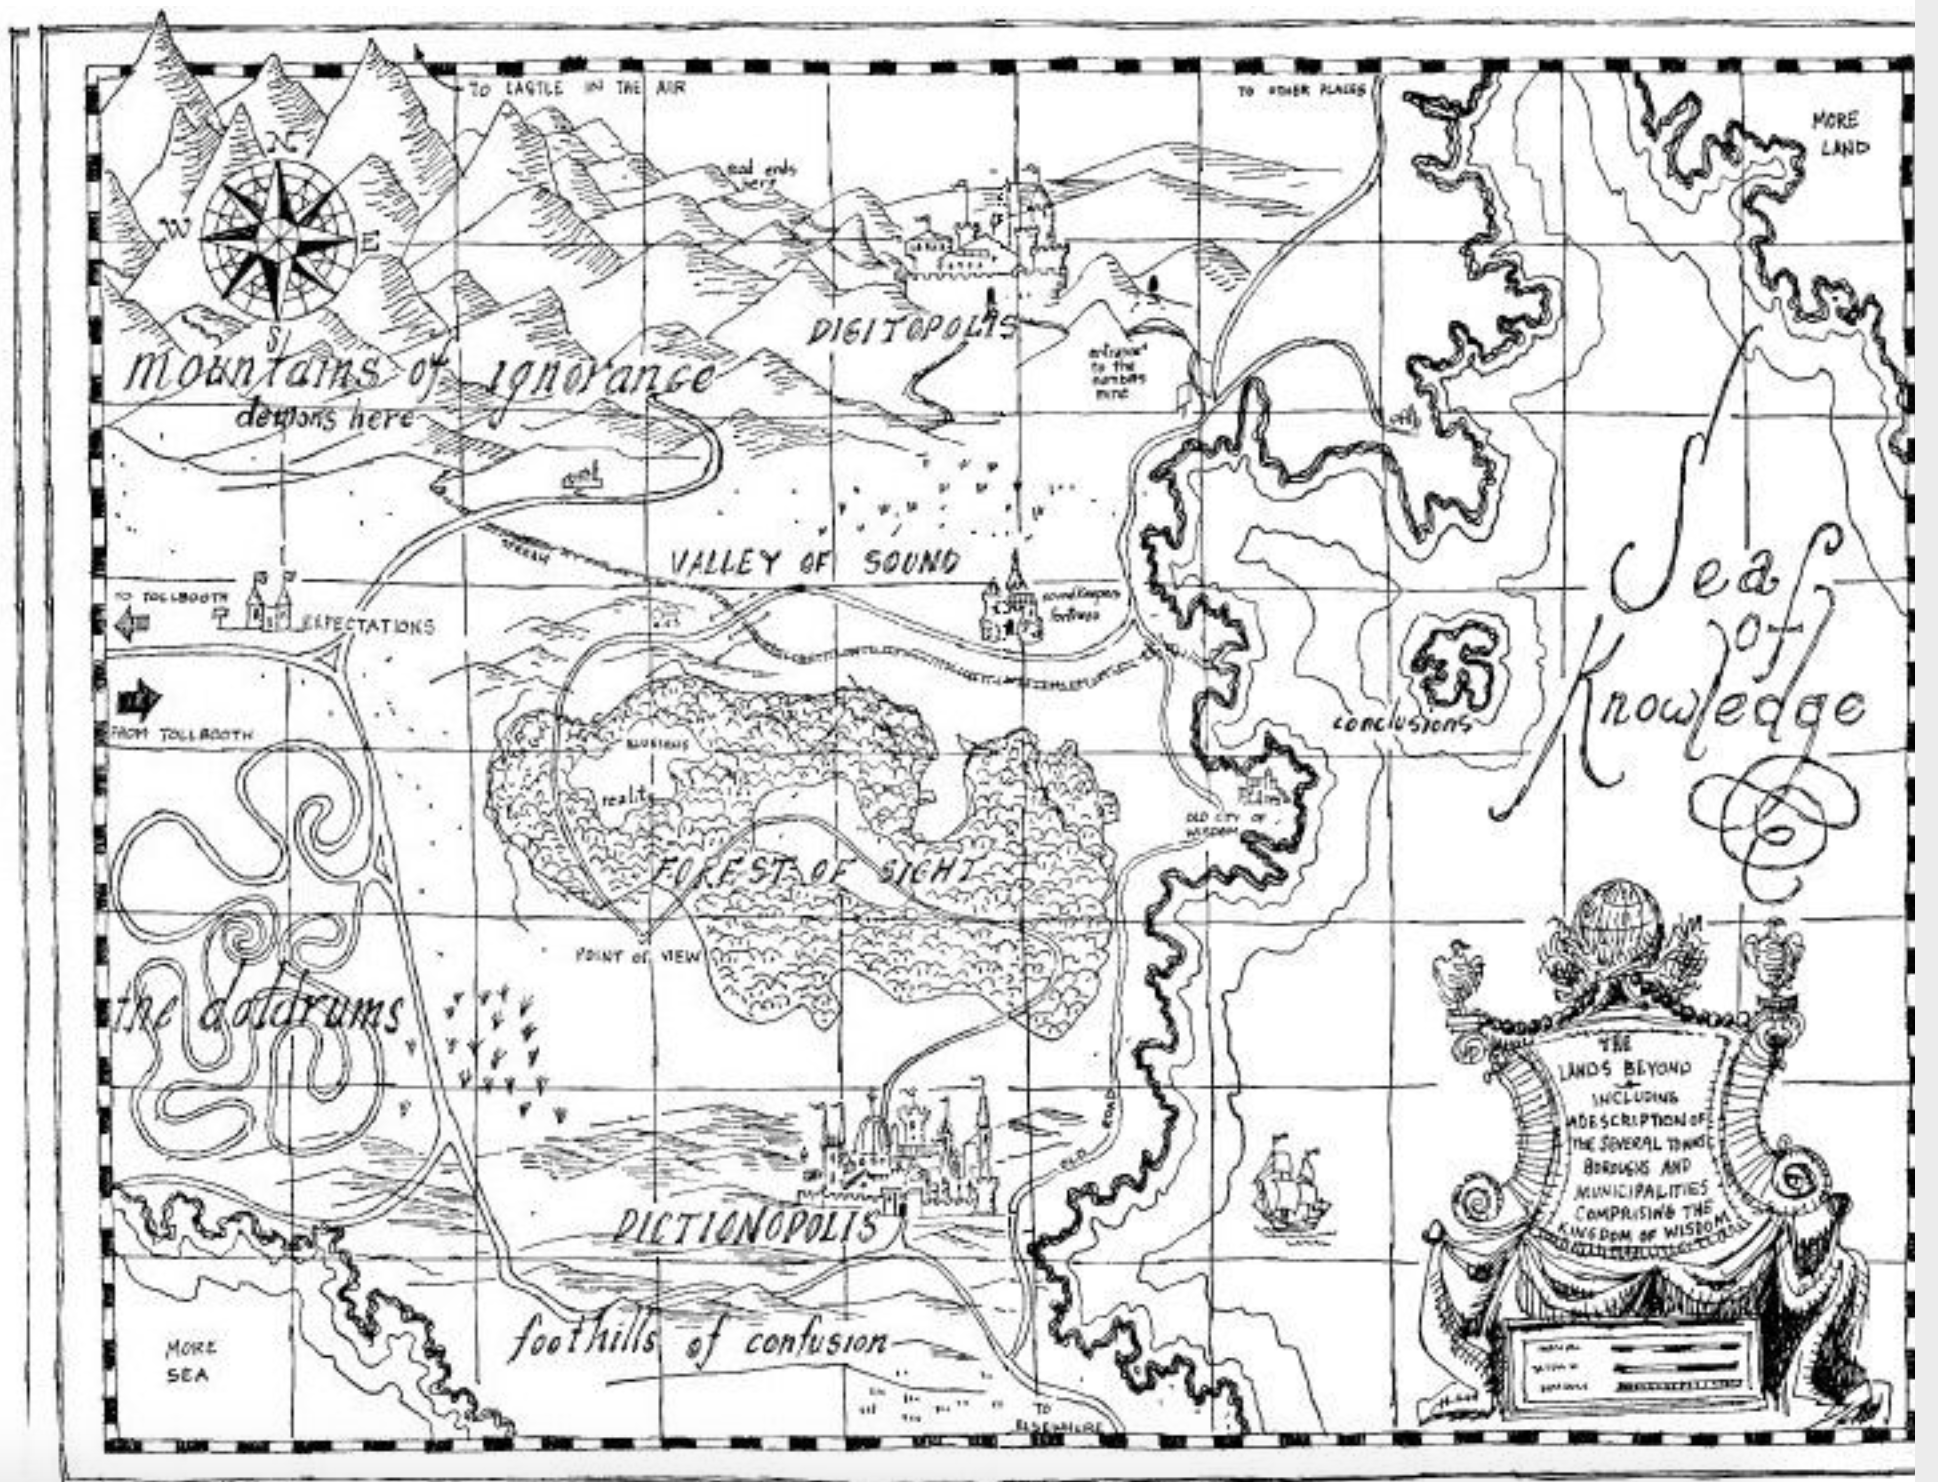 TO CASTLE IN THE AIR
TO OTHER PLACES
MORE
LAND
N
W
E
S
road ends
here
DIGITOPOLIS
entrance
to the
numbers
mine
mountains of ignorance
demons here
VALLEY OF SOUND
soundkeepers
fortress
TO TOLLBOOTH
EXPECTATIONS
FROM TOLLBOOTH
Sea
of
Knowledge
conclusions
ILLUSIONS
reality
OLD CITY OF
WISDOM
FOREST OF SIGHT
POINT OF VIEW
the doldrums
OLD ROAD
DICTIONOPOLIS
foothills of confusion
MORE
SEA
TO
ELSEWHERE
THE
LANDS BEYOND
INCLUDING
A DESCRIPTION OF
THE SEVERAL TOWNS
BOROUGHS AND
MUNICIPALITIES
COMPRISING THE
KINGDOM OF WISDOM